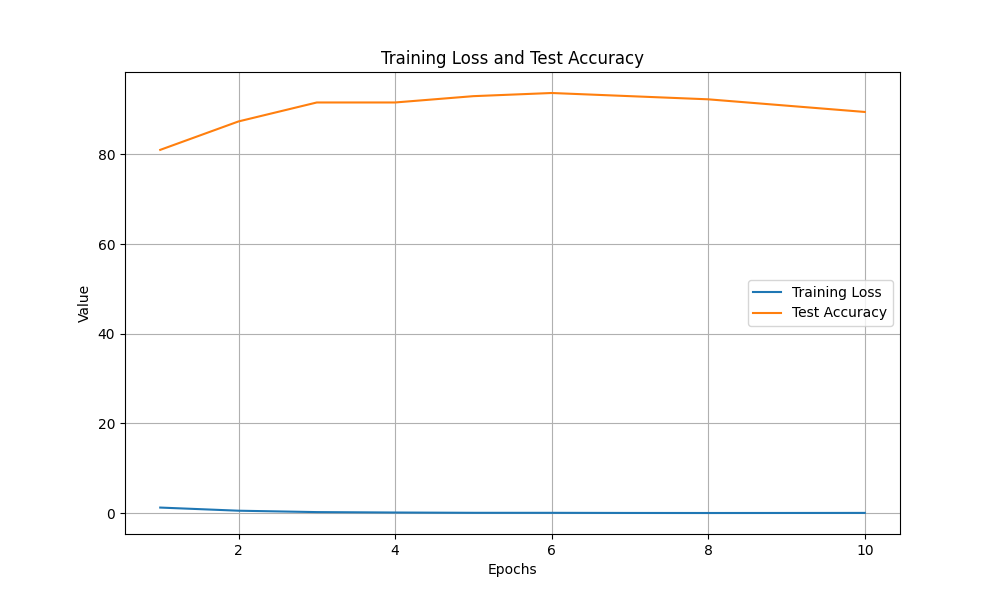 Training Loss and Test Accuracy
Value
80
60
40
20
0
Training Loss
Test Accuracy
2 4 6 8 10
Epochs